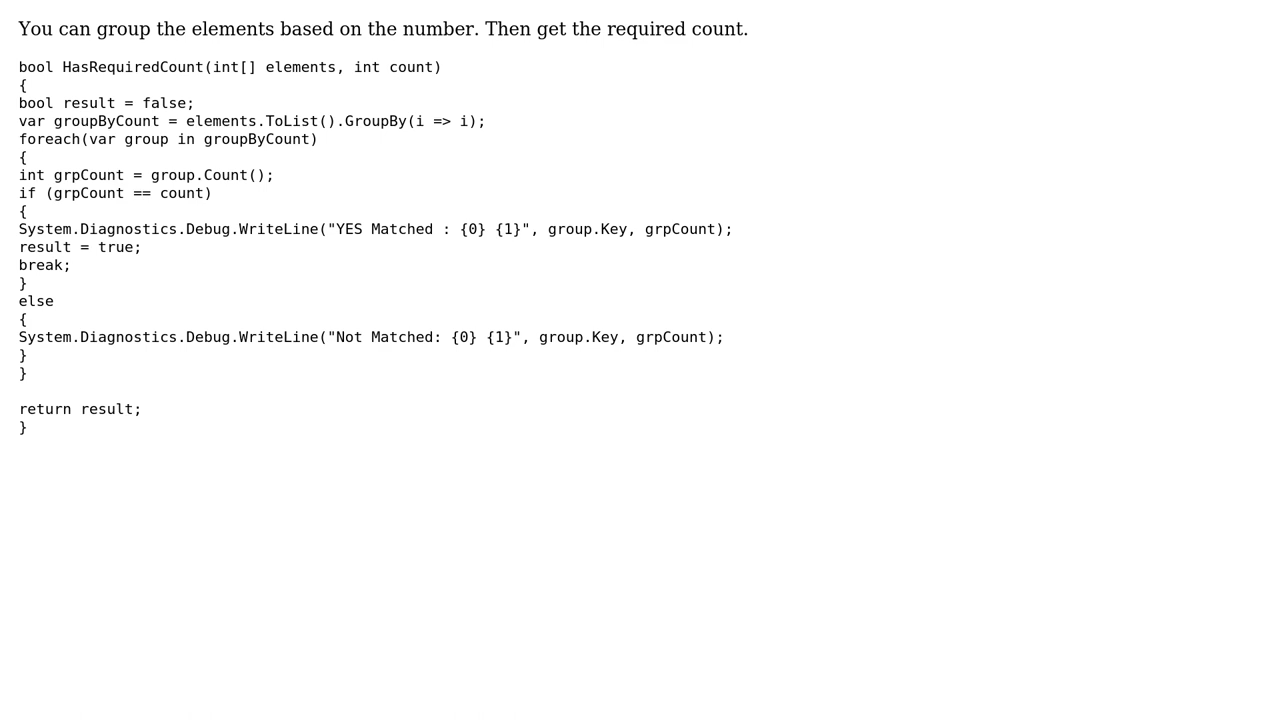 You can group the elements based on the number. Then get the required count.
bool HasRequiredCount(int[] elements, int count)
{
bool result = false;
var groupByCount = elements.ToList().GroupBy(i => i);
foreach(var group in groupByCount)
{
int grpCount = group.Count();
if (grpCount == count)
{
System.Diagnostics.Debug.WriteLine("YES Matched : {0} {1}", group.Key, grpCount);
result = true;
break;
}
else
{
System.Diagnostics.Debug.WriteLine("Not Matched: {0} {1}", group.Key, grpCount);
}
}

return result;
}